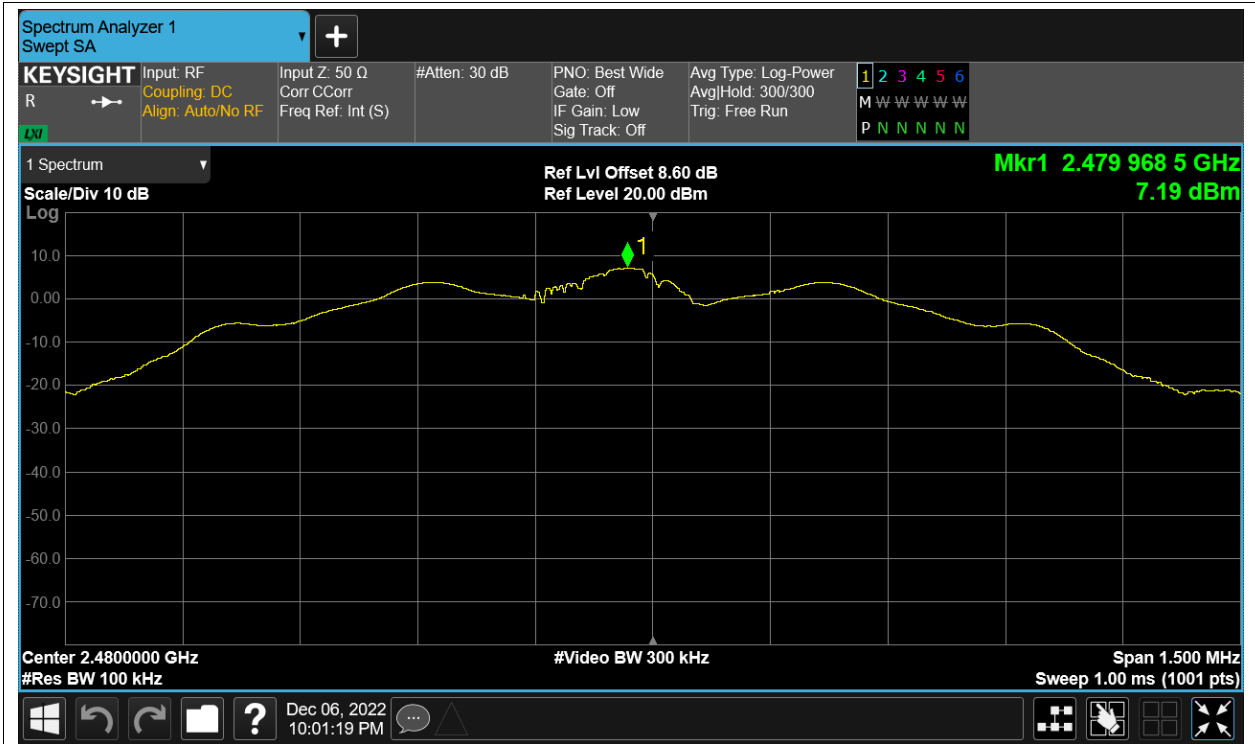 Spectrum Analyzer 1
Swept SA
KEYSIGHT
R
LXI
Input: RF
Coupling: DC
Align: Auto/No RF
Input Z: 50 Ω
Corr CCorr
Freq Ref: Int (S)
#Atten: 30 dB
PNO: Best Wide
Gate: Off
IF Gain: Low
Sig Track: Off
Avg Type: Log-Power
Avg|Hold: 300/300
Trig: Free Run
1 2 3 4 5 6
M W W W W W
P N N N N N
1 Spectrum
Scale/Div 10 dB
Log
Ref Lvl Offset 8.60 dB
Ref Level 20.00 dBm
Mkr1 2.479 968 5 GHz
7.19 dBm
1
10.0
0.00
-10.0
-20.0
-30.0
-40.0
-50.0
-60.0
-70.0
Center 2.4800000 GHz
#Res BW 100 kHz
#Video BW 300 kHz
Span 1.500 MHz
Sweep 1.00 ms (1001 pts)
?
Dec 06, 2022
10:01:19 PM